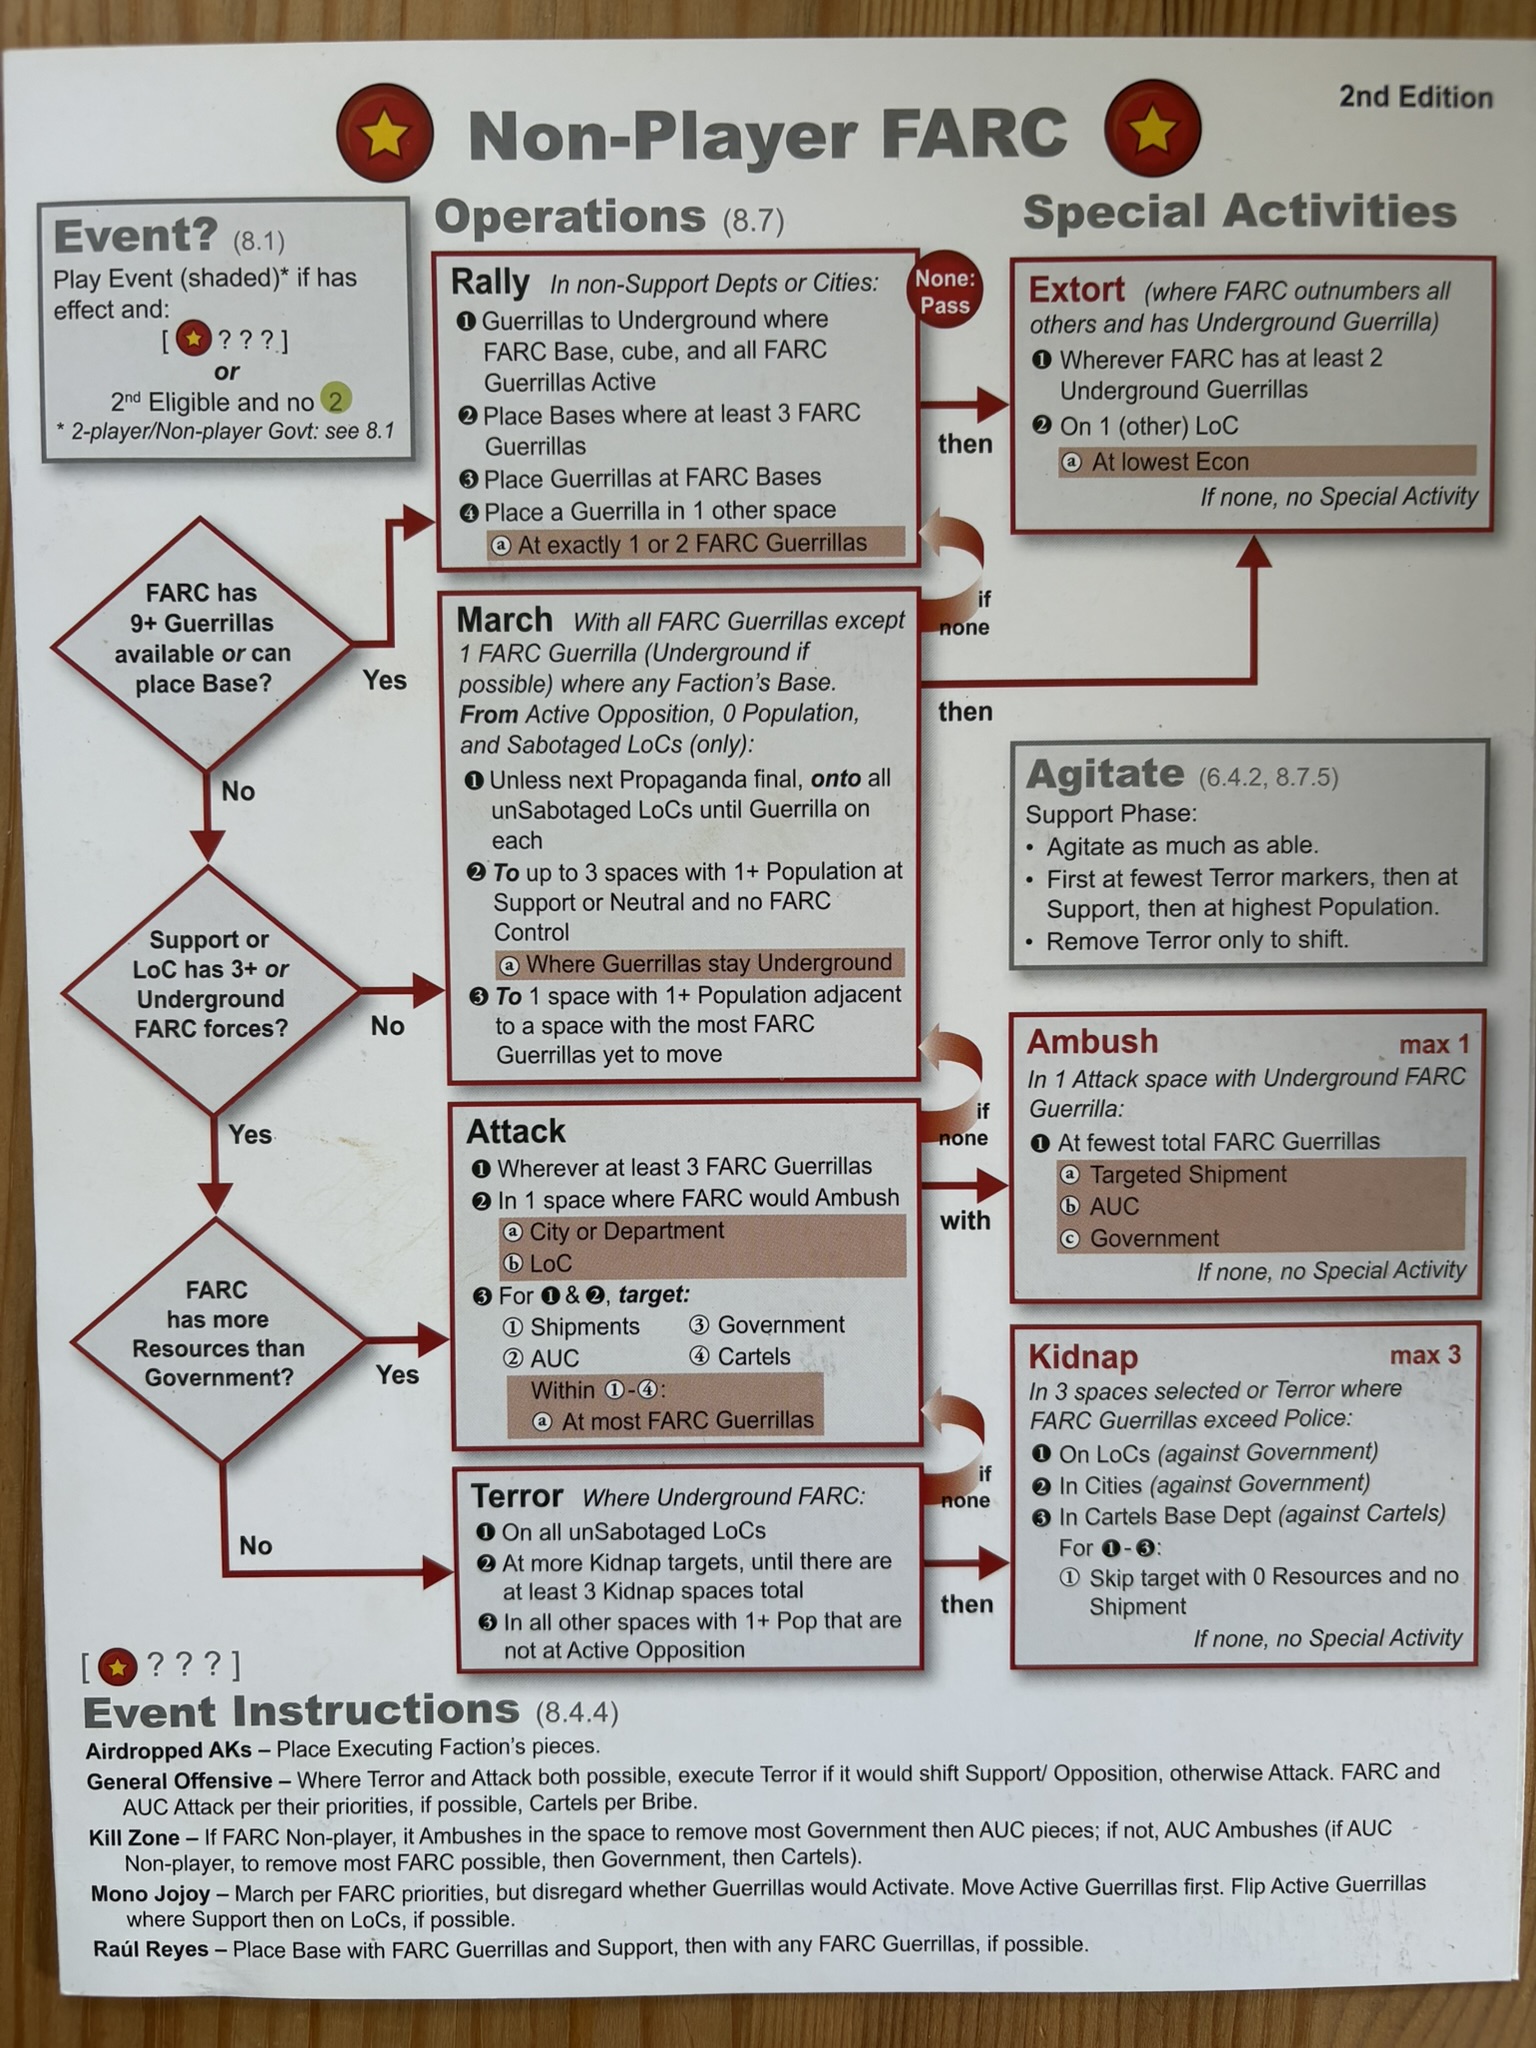 Non-Player FARC
2nd Edition
Event? (8.1)
Play Event (shaded)* if has
effect and:
[ ? ? ? ]
or
2nd Eligible and no 2
* 2-player/Non-player Govt: see 8.1
FARC has
9+ Guerrillas
available or can
place Base?
Yes
No
Support or
LoC has 3+ or
Underground
FARC forces?
No
Yes
FARC
has more
Resources than
Government?
Yes
No
Operations (8.7)
Rally In non-Support Depts or Cities:
❶ Guerrillas to Underground where
FARC Base, cube, and all FARC
Guerrillas Active
❷ Place Bases where at least 3 FARC
Guerrillas
❸ Place Guerrillas at FARC Bases
❹ Place a Guerrilla in 1 other space
ⓐ At exactly 1 or 2 FARC Guerrillas
None:
Pass
then
if
none
March With all FARC Guerrillas except
1 FARC Guerrilla (Underground if
possible) where any Faction's Base.
From Active Opposition, 0 Population,
and Sabotaged LoCs (only):
❶ Unless next Propaganda final, onto all
unSabotaged LoCs until Guerrilla on
each
❷ To up to 3 spaces with 1+ Population at
Support or Neutral and no FARC
Control
ⓐ Where Guerrillas stay Underground
❸ To 1 space with 1+ Population adjacent
to a space with the most FARC
Guerrillas yet to move
then
if
none
Attack
❶ Wherever at least 3 FARC Guerrillas
❷ In 1 space where FARC would Ambush
ⓐ City or Department
ⓑ LoC
❸ For ❶ & ❷, target:
① Shipments ③ Government
② AUC ④ Cartels
Within ①-④:
ⓐ At most FARC Guerrillas
with
if
none
Terror Where Underground FARC:
❶ On all unSabotaged LoCs
❷ At more Kidnap targets, until there are
at least 3 Kidnap spaces total
❸ In all other spaces with 1+ Pop that are
not at Active Opposition
then
Special Activities
Extort (where FARC outnumbers all
others and has Underground Guerrilla)
❶ Wherever FARC has at least 2
Underground Guerrillas
❷ On 1 (other) LoC
ⓐ At lowest Econ
If none, no Special Activity
Agitate (6.4.2, 8.7.5)
Support Phase:
• Agitate as much as able.
• First at fewest Terror markers, then at
Support, then at highest Population.
• Remove Terror only to shift.
Ambush max 1
In 1 Attack space with Underground FARC
Guerrilla:
❶ At fewest total FARC Guerrillas
ⓐ Targeted Shipment
ⓑ AUC
ⓒ Government
If none, no Special Activity
Kidnap max 3
In 3 spaces selected or Terror where
FARC Guerrillas exceed Police:
❶ On LoCs (against Government)
❷ In Cities (against Government)
❸ In Cartels Base Dept (against Cartels)
For ❶-❸:
① Skip target with 0 Resources and no
Shipment
If none, no Special Activity
[ ? ? ? ]
Event Instructions (8.4.4)
Airdropped AKs – Place Executing Faction's pieces.
General Offensive – Where Terror and Attack both possible, execute Terror if it would shift Support/ Opposition, otherwise Attack. FARC and
AUC Attack per their priorities, if possible, Cartels per Bribe.
Kill Zone – If FARC Non-player, it Ambushes in the space to remove most Government then AUC pieces; if not, AUC Ambushes (if AUC
Non-player, to remove most FARC possible, then Government, then Cartels).
Mono Jojoy – March per FARC priorities, but disregard whether Guerrillas would Activate. Move Active Guerrillas first. Flip Active Guerrillas
where Support then on LoCs, if possible.
Raúl Reyes – Place Base with FARC Guerrillas and Support, then with any FARC Guerrillas, if possible.